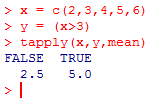 > x = c(2,3,4,5,6)
> y = (x>3)
> tapply(x,y,mean)
FALSE  TRUE
  2.5   5.0
>